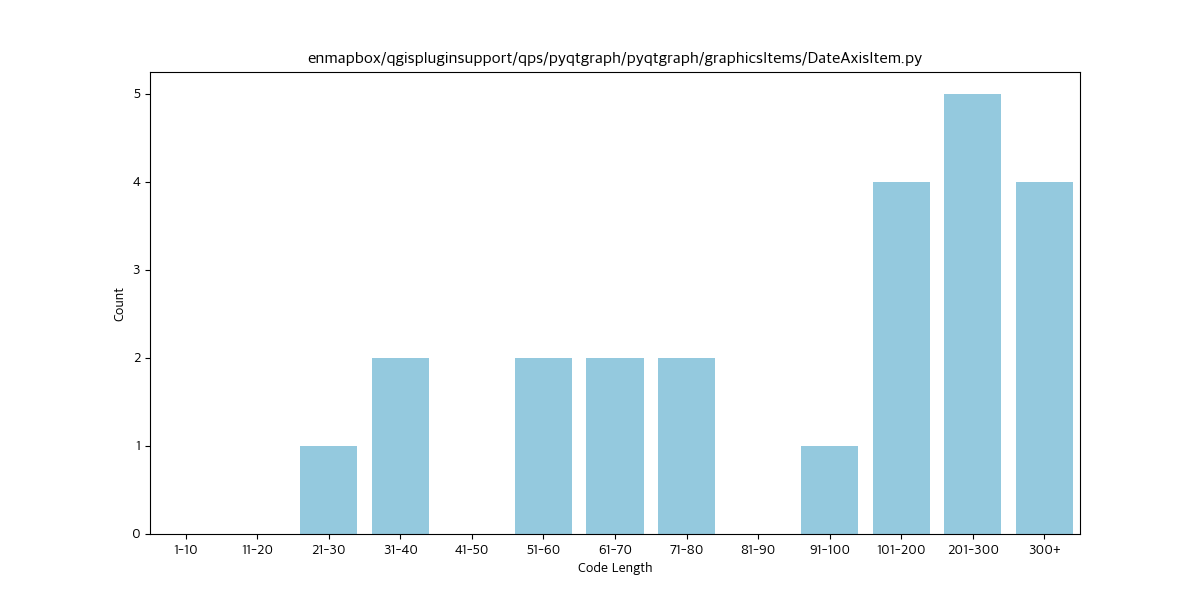 enmapbox/qgispluginsupport/qps/pyqtgraph/pyqtgraph/graphicsItems/DateAxisItem.py
5
4
3
2
1
0
Count
1-10 11-20 21-30 31-40 41-50 51-60 61-70 71-80 81-90 91-100 101-200 201-300 300+
Code Length